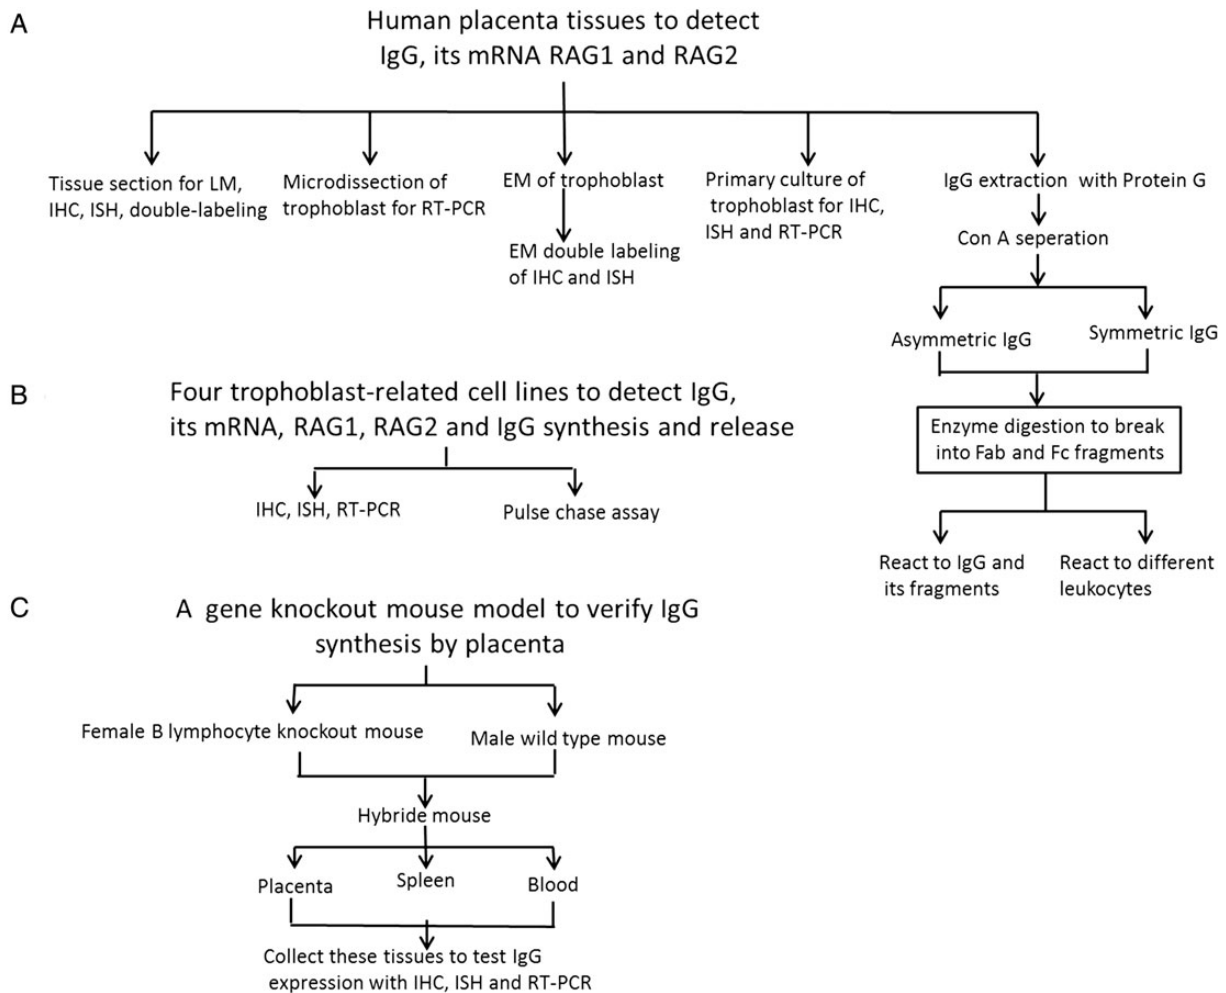 A
Human placenta tissues to detect
IgG, its mRNA RAG1 and RAG2
Tissue section for LM,
IHC, ISH, double-labeling
Microdissection of
trophoblast for RT-PCR
EM of trophoblast
EM double labeling
of IHC and ISH
Primary culture of
trophoblast for IHC,
ISH and RT-PCR
IgG extraction with Protein G
Con A seperation
Asymmetric IgG
Symmetric IgG
Enzyme digestion to break
into Fab and Fc fragments
React to IgG and
its fragments
React to different
leukocytes
B
Four trophoblast-related cell lines to detect IgG,
its mRNA, RAG1, RAG2 and IgG synthesis and release
IHC, ISH, RT-PCR
Pulse chase assay
C
A gene knockout mouse model to verify IgG
synthesis by placenta
Female B lymphocyte knockout mouse
Male wild type mouse
Hybride mouse
Placenta
Spleen
Blood
Collect these tissues to test IgG
expression with IHC, ISH and RT-PCR